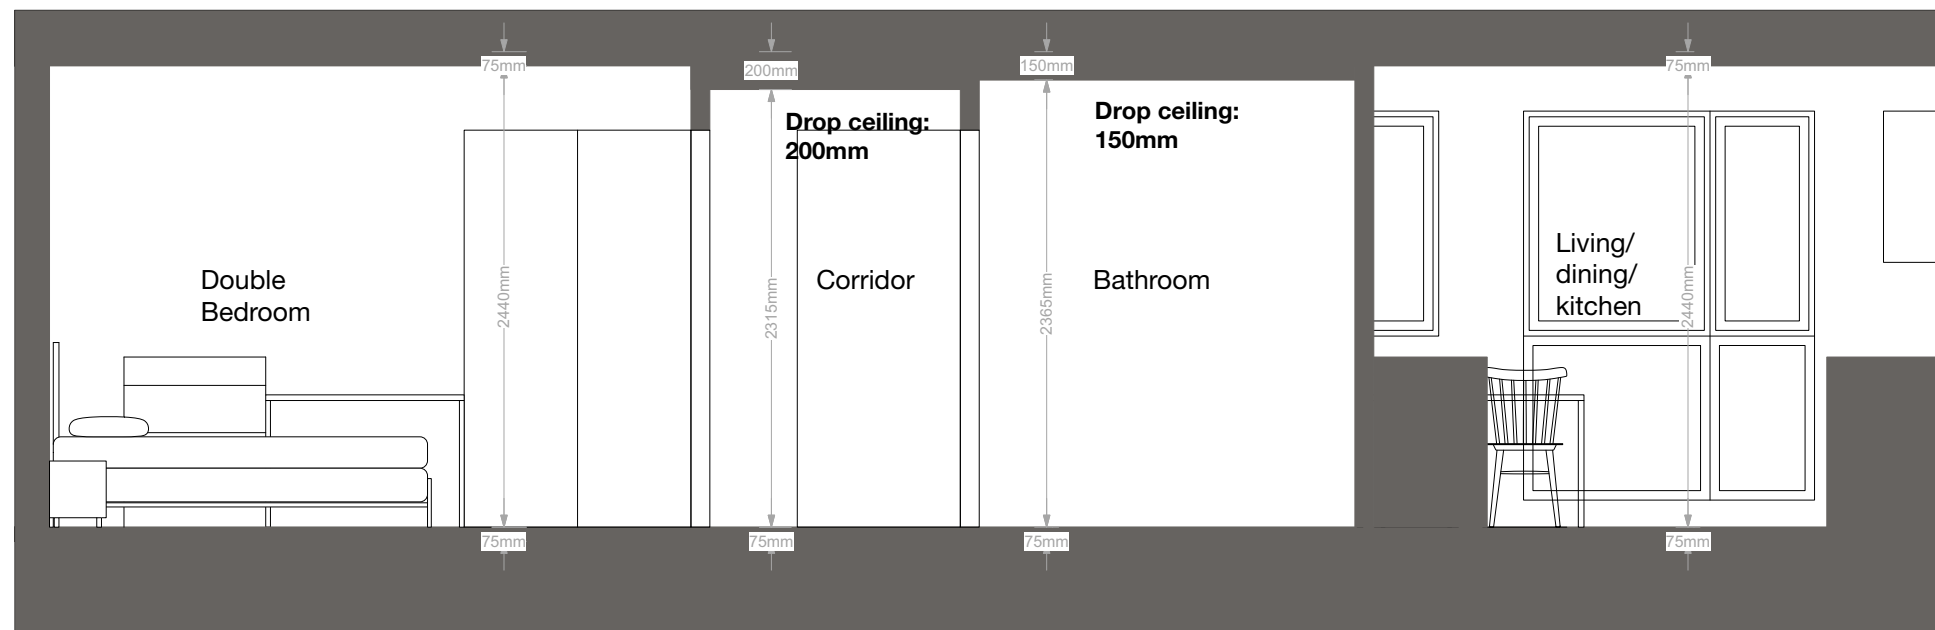 75mm
200mm
150mm
75mm
Drop ceiling:
200mm
Drop ceiling:
150mm
Double
Bedroom
2440mm
2315mm
Corridor
2365mm
Bathroom
Living/
dining/
kitchen
2440mm
75mm
75mm
75mm
75mm